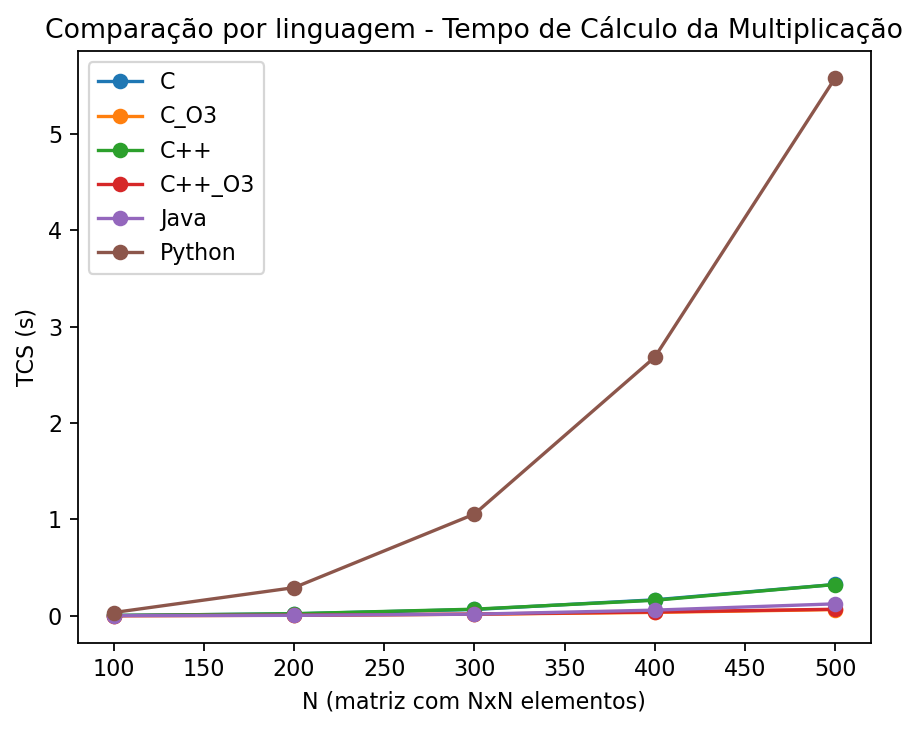 Comparação por linguagem - Tempo de Cálculo da Multiplicação
C
C_O3
C++
C++_O3
Java
Python
TCS (s)
5
4
3
2
1
0
100 150 200 250 300 350 400 450 500
N (matriz com NxN elementos)